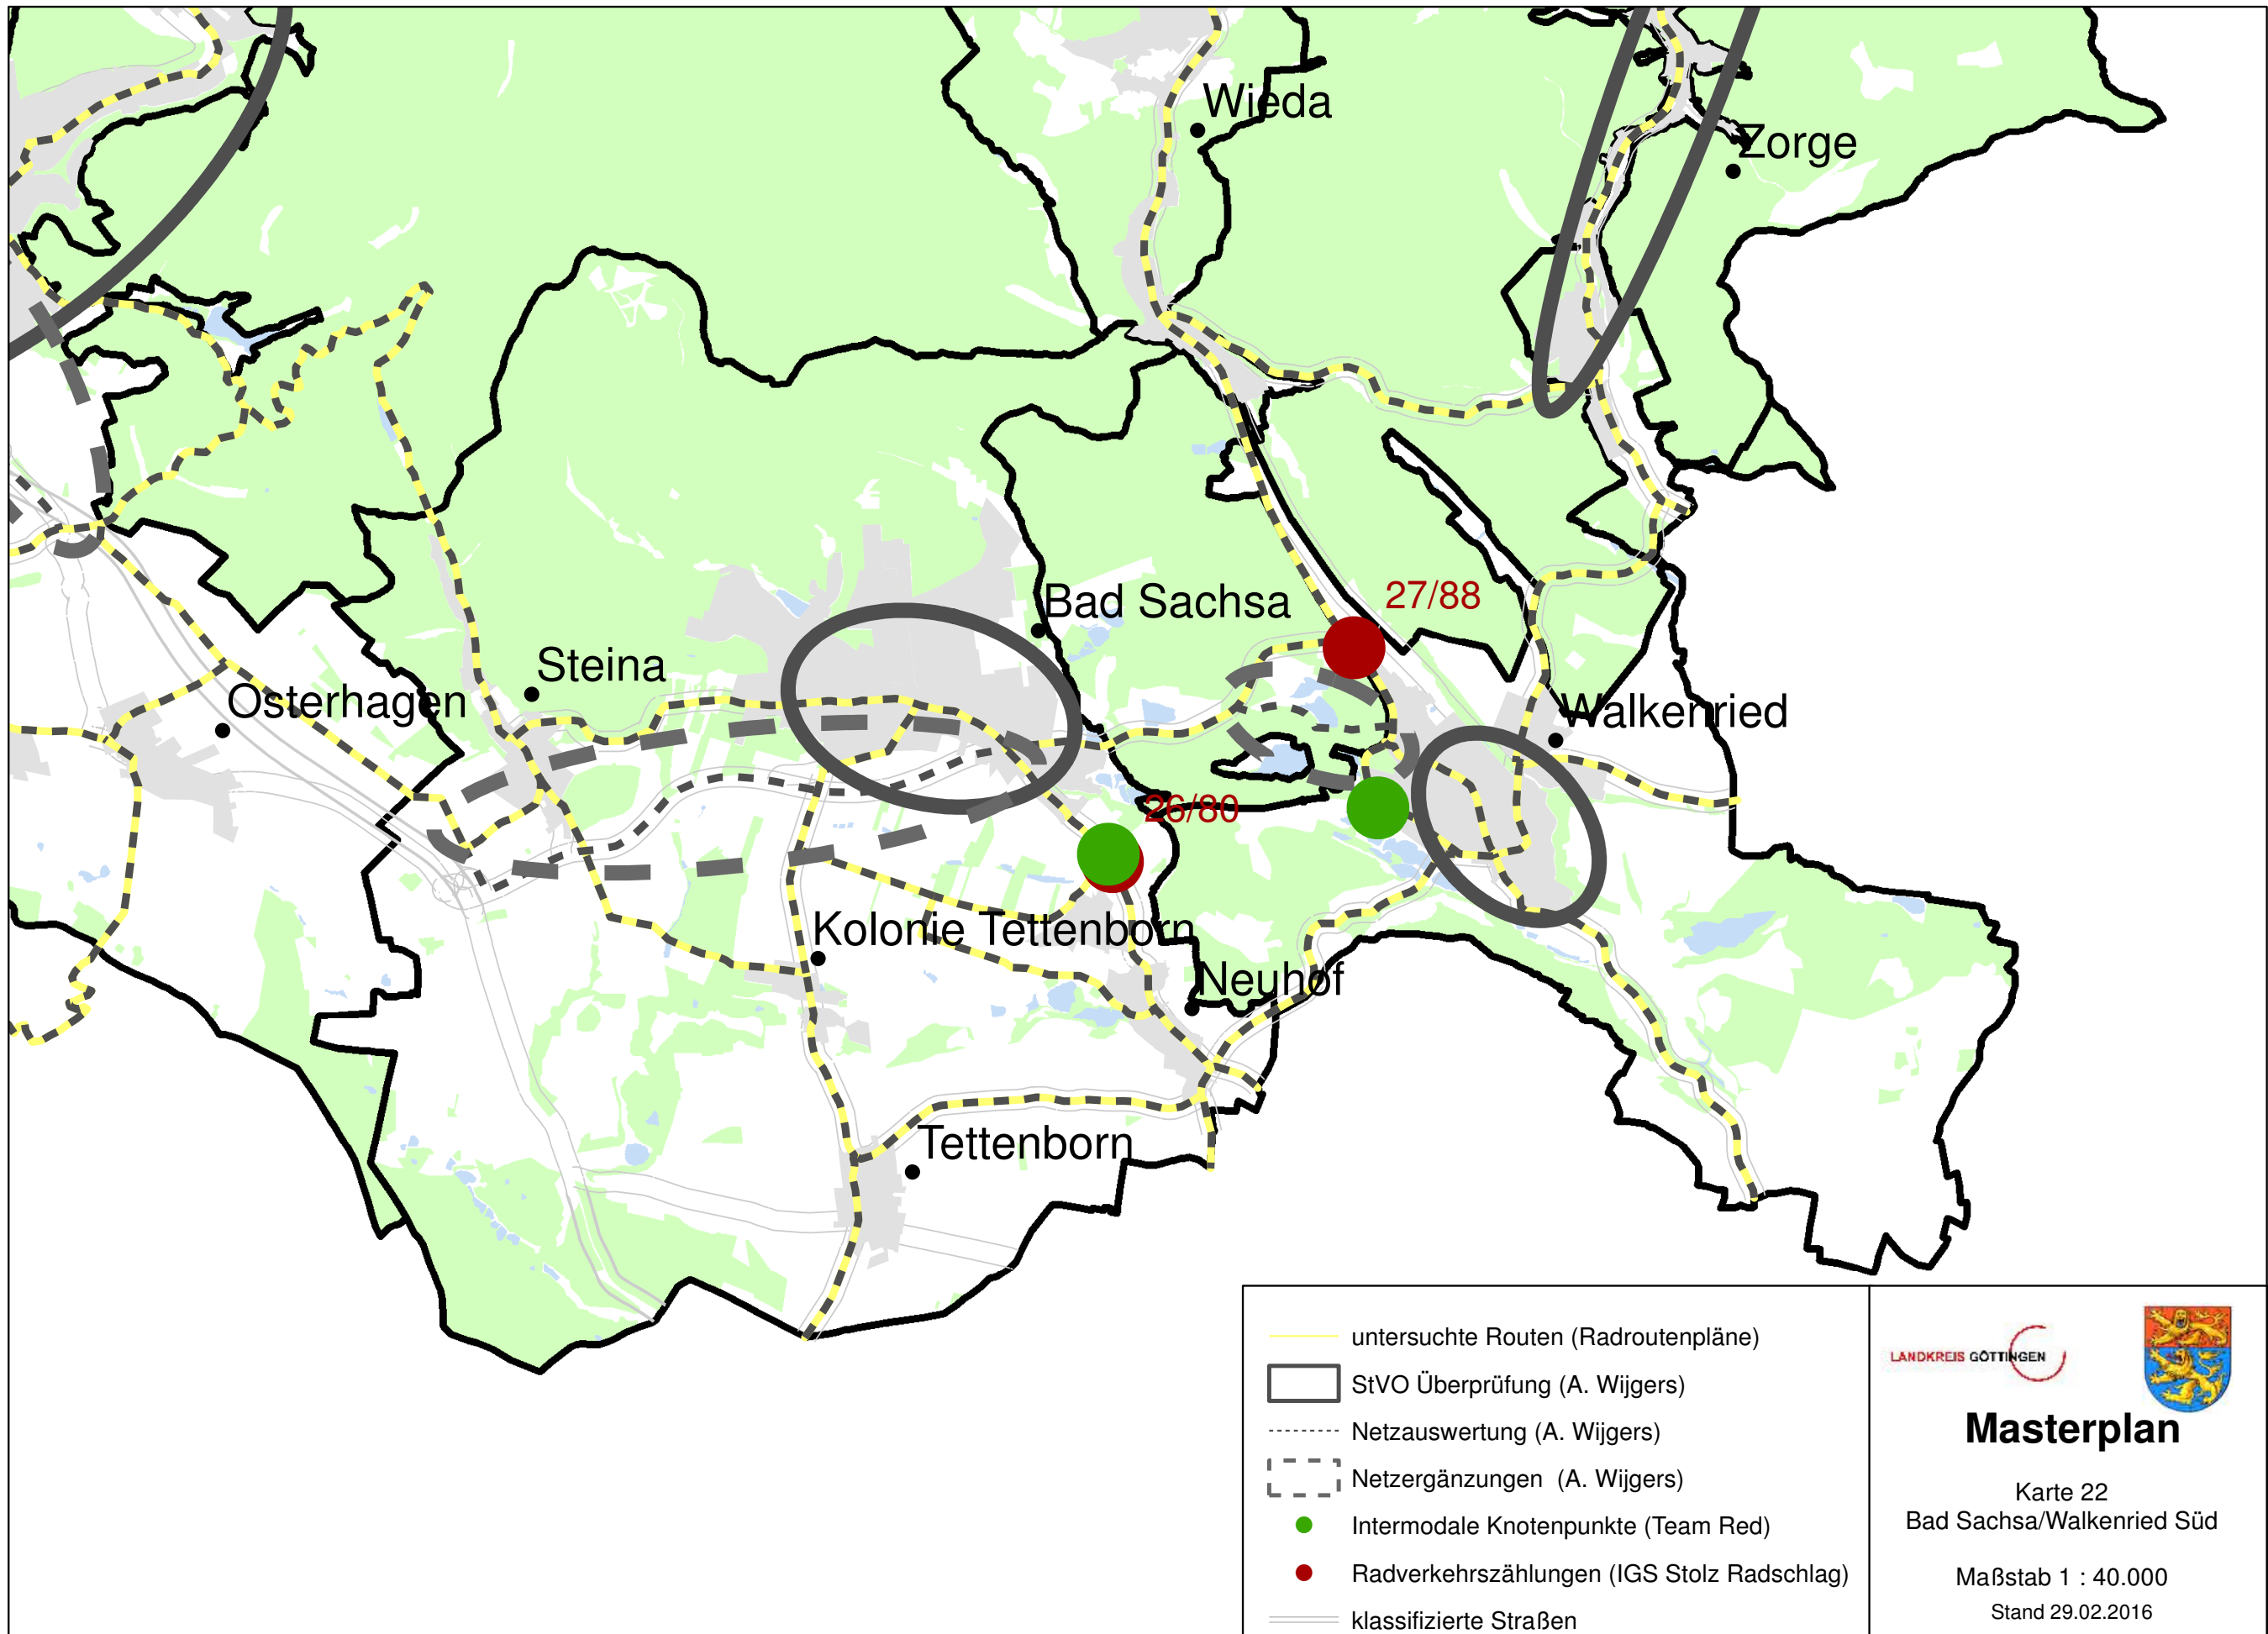 Wieda
Zorge
27/88
Bad Sachsa
Steina
Osterhagen
Walkenried
26/80
Kolonie Tettenborn
Neuhof
Tettenborn
untersuchte Routen (Radroutenpläne)
StVO Überprüfung (A. Wijgers)
Netzauswertung (A. Wijgers)
Netzergänzungen (A. Wijgers)
Intermodale Knotenpunkte (Team Red)
Radverkehrszählungen (IGS Stolz Radschlag)
klassifizierte Straßen
LANDKREIS GÖTTINGEN
Masterplan
Karte 22
Bad Sachsa/Walkenried Süd
Maßstab 1 : 40.000
Stand 29.02.2016